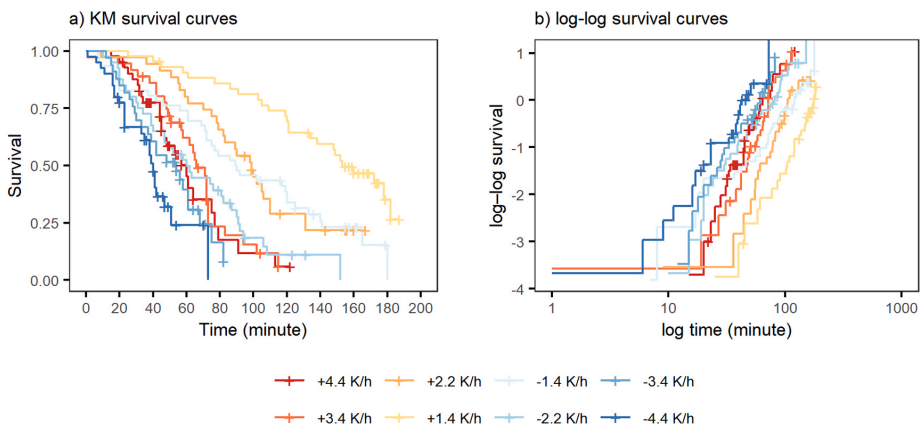 a) KM survival curves
b) log-log survival curves
1.00
0.75
0.50
0.25
0.00
Survival
0 20 40 60 80 100 120 140 160 180 200
Time (minute)
1
0
-1
-2
-3
-4
log–log survival
1 10 100 1000
log time (minute)
+4.4 K/h +2.2 K/h -1.4 K/h -3.4 K/h
+3.4 K/h +1.4 K/h -2.2 K/h -4.4 K/h